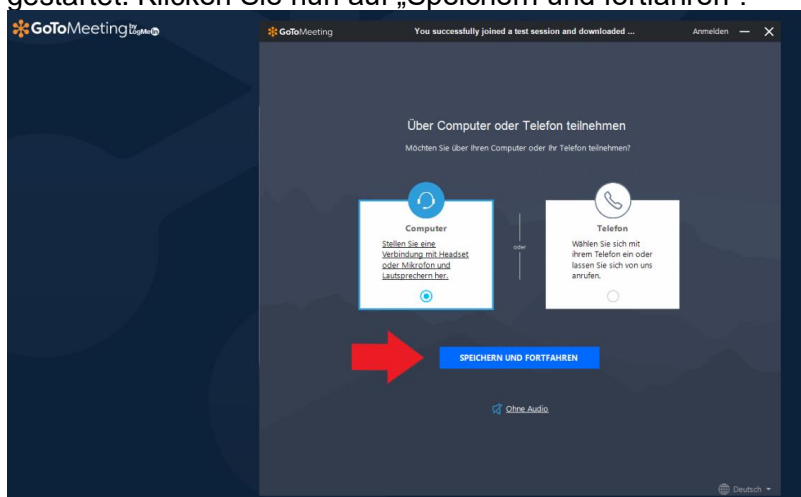 gestartet. Klicken Sie nun auf „Speichern und fortfahren“.
GoToMeeting by LogMeIn
GoToMeeting
You successfully joined a test session and downloaded ...
Anmelden
Über Computer oder Telefon teilnehmen
Möchten Sie über Ihren Computer oder Ihr Telefon teilnehmen?
Computer
Stellen Sie eine
Verbindung mit Headset
oder Mikrofon und
Lautsprechern her.
oder
Telefon
Wählen Sie sich mit
Ihrem Telefon ein oder
lassen Sie sich von uns
anrufen.
SPEICHERN UND FORTFAHREN
Ohne Audio
Deutsch